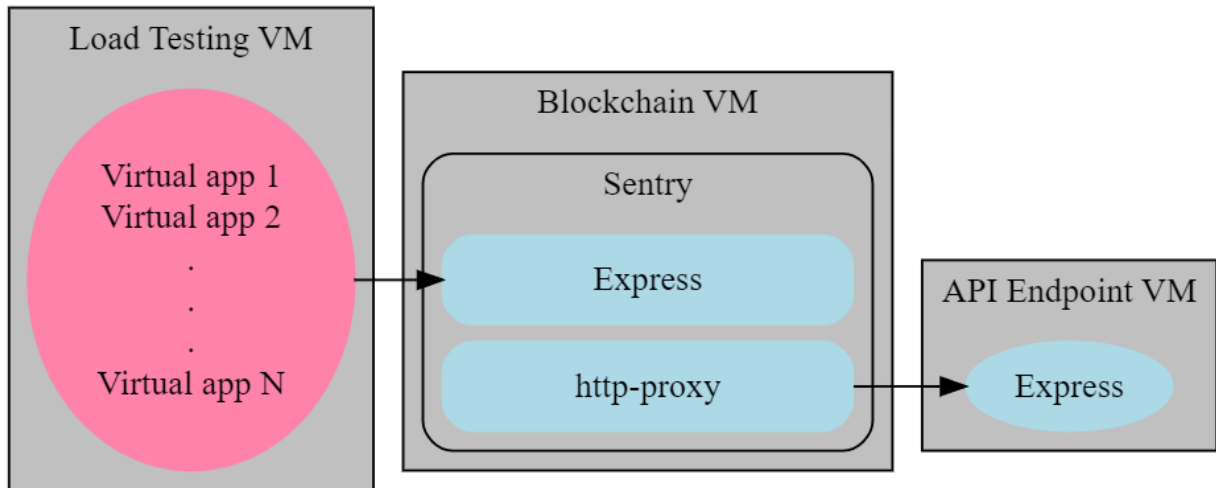 Load Testing VM
Virtual app 1
Virtual app 2
.
.
.
Virtual app N
Blockchain VM
Sentry
Express
http-proxy
API Endpoint VM
Express